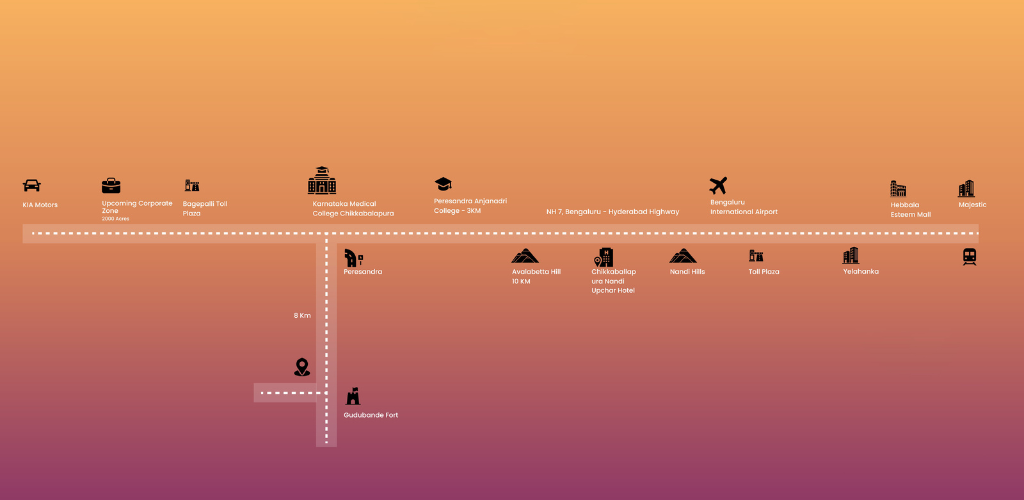 KIA Motors
Upcoming Corporate
Zone
2000 Acres
Bagepalli Toll
Plaza
Karnataka Medical
College Chikkabalapura
Peresandra Anjanadri
College - 3KM
NH 7, Bengaluru - Hyderabad Highway
Bengaluru
International Airport
Hebbala
Esteem Mall
Majestic
Peresandra
Avalabetta Hill
10 KM
Chikkaballap
ura Nandi
Upchar Hotel
Nandi Hills
Toll Plaza
Yelahanka
8 Km
Gudubande Fort